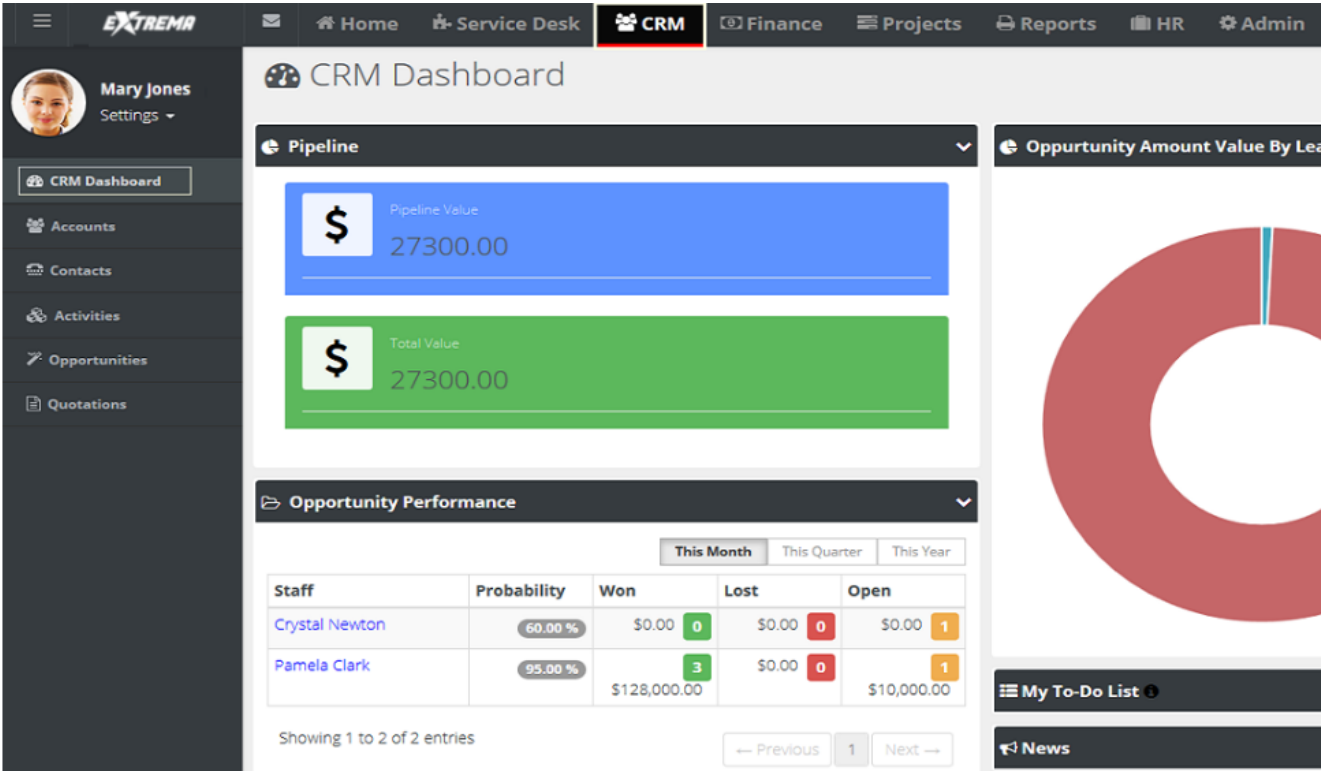 EXTREMA
Home
Service Desk
CRM
Finance
Projects
Reports
HR
Admin
Mary Jones
Settings
CRM Dashboard
Accounts
Contacts
Activities
Opportunities
Quotations
CRM Dashboard
Pipeline
$
Pipeline Value
27300.00
$
Total Value
27300.00
Opportunity Performance
This Month This Quarter This Year
Staff Probability Won Lost Open
Crystal Newton 60.00 % $0.00 0 $0.00 0 $0.00 1
Pamela Clark 95.00 % 3 $0.00 0 1
$128,000.00 $10,000.00
Showing 1 to 2 of 2 entries
← Previous 1 Next →
Oppurtunity Amount Value By Lea
My To-Do List
News